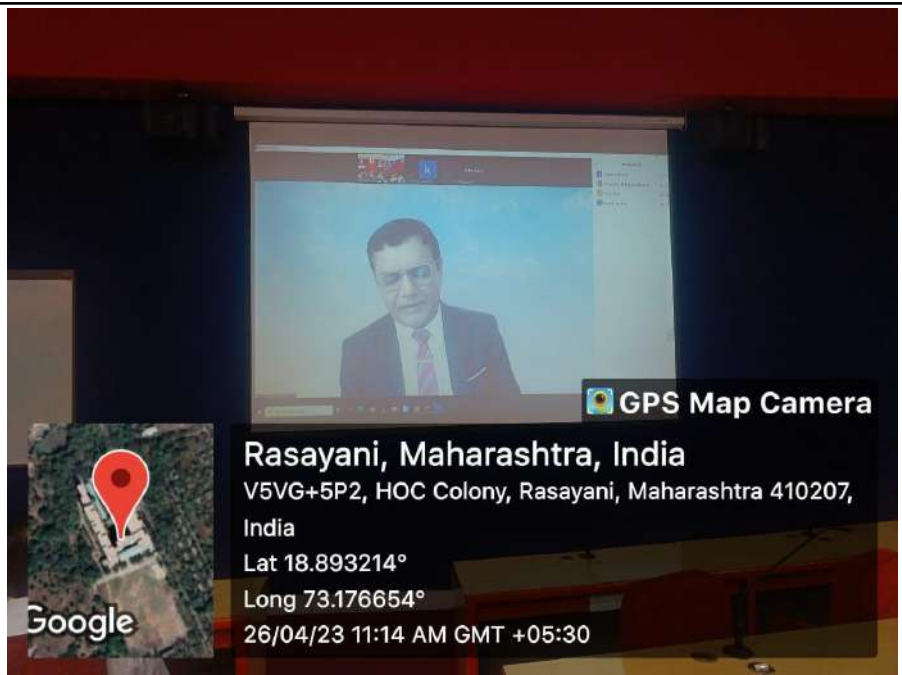 k
GPS Map Camera
Rasayani, Maharashtra, India
V5VG+5P2, HOC Colony, Rasayani, Maharashtra 410207,
India
Lat 18.893214°
Long 73.176654°
26/04/23 11:14 AM GMT +05:30
Google